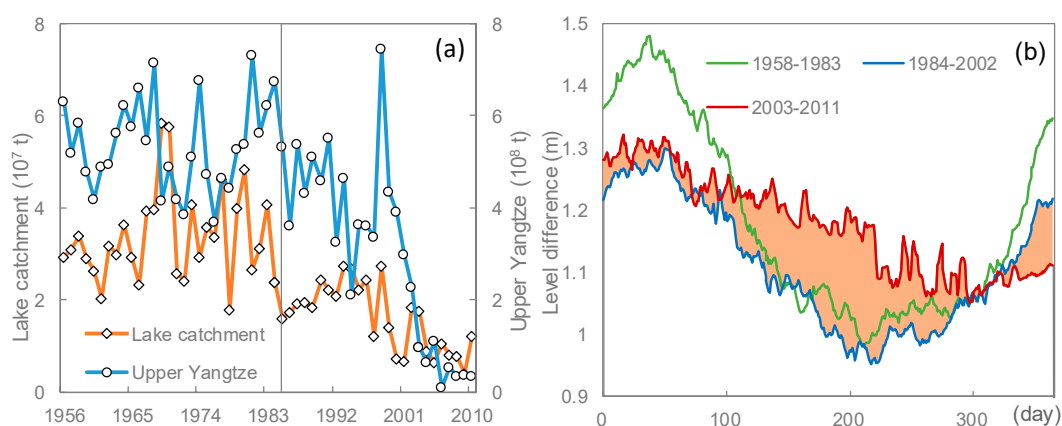 (a)
Lake catchment (10⁷ t)
8
6
4
2
0
1956 1965 1974 1983 1992 2001 2010
Lake catchment
Upper Yangtze
8
6
4
2
0
Upper Yangtze (10⁸ t)
(b)
Level difference (m)
1.5
1.4
1.3
1.2
1.1
1
0.9
1958-1983
1984-2002
2003-2011
0 100 200 300 (day)